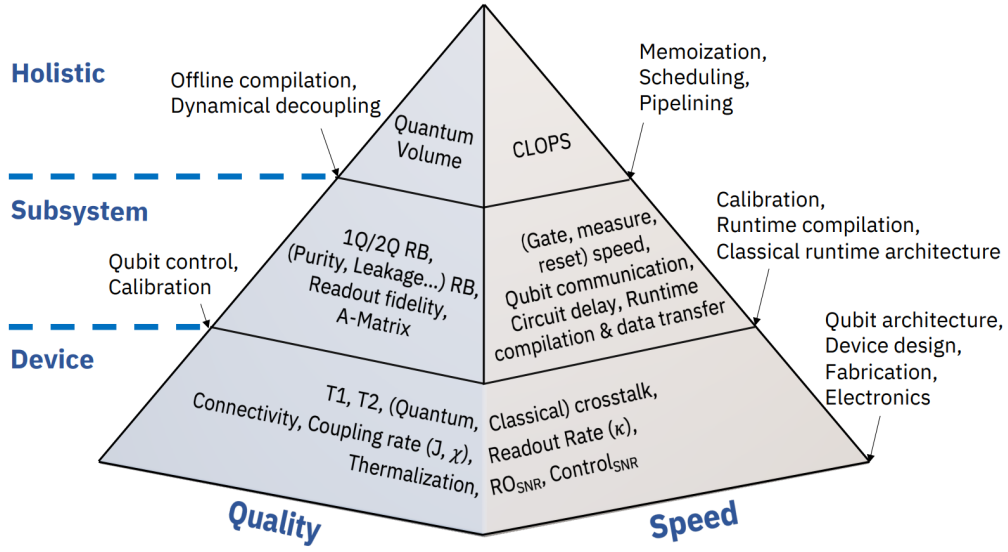 Holistic
Offline compilation,
Dynamical decoupling
Memoization,
Scheduling,
Pipelining
Quantum
Volume
CLOPS
Subsystem
Qubit control,
Calibration
1Q/2Q RB,
(Purity, Leakage...) RB,
Readout fidelity,
A-Matrix
(Gate, measure,
reset) speed,
Qubit communication,
Circuit delay, Runtime
compilation & data transfer
Calibration,
Runtime compilation,
Classical runtime architecture
Device
T1, T2, (Quantum,
Connectivity, Coupling rate (J, χ),
Thermalization,
Classical) crosstalk,
Readout Rate (κ),
RO_SNR, Control_SNR
Qubit architecture,
Device design,
Fabrication,
Electronics
Quality
Speed